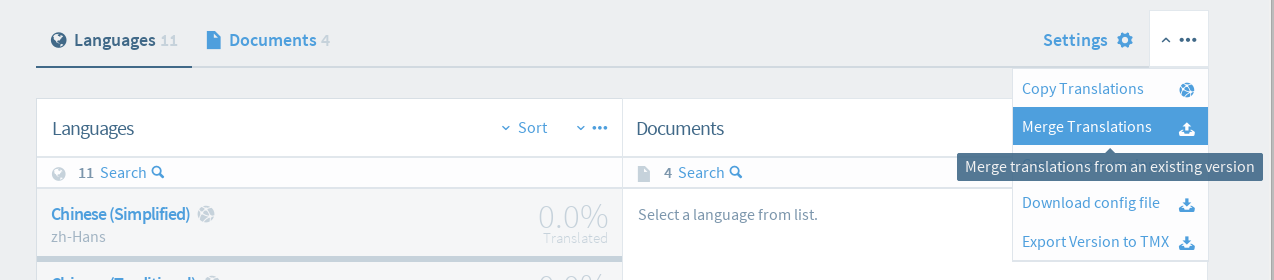 Languages 11
Documents 4
Settings
Copy Translations
Merge Translations
Merge translations from an existing version
Download config file
Export Version to TMX
Languages
Sort
11 Search
Chinese (Simplified)
zh-Hans
0.0%
Translated
Documents
4 Search
Select a language from list.